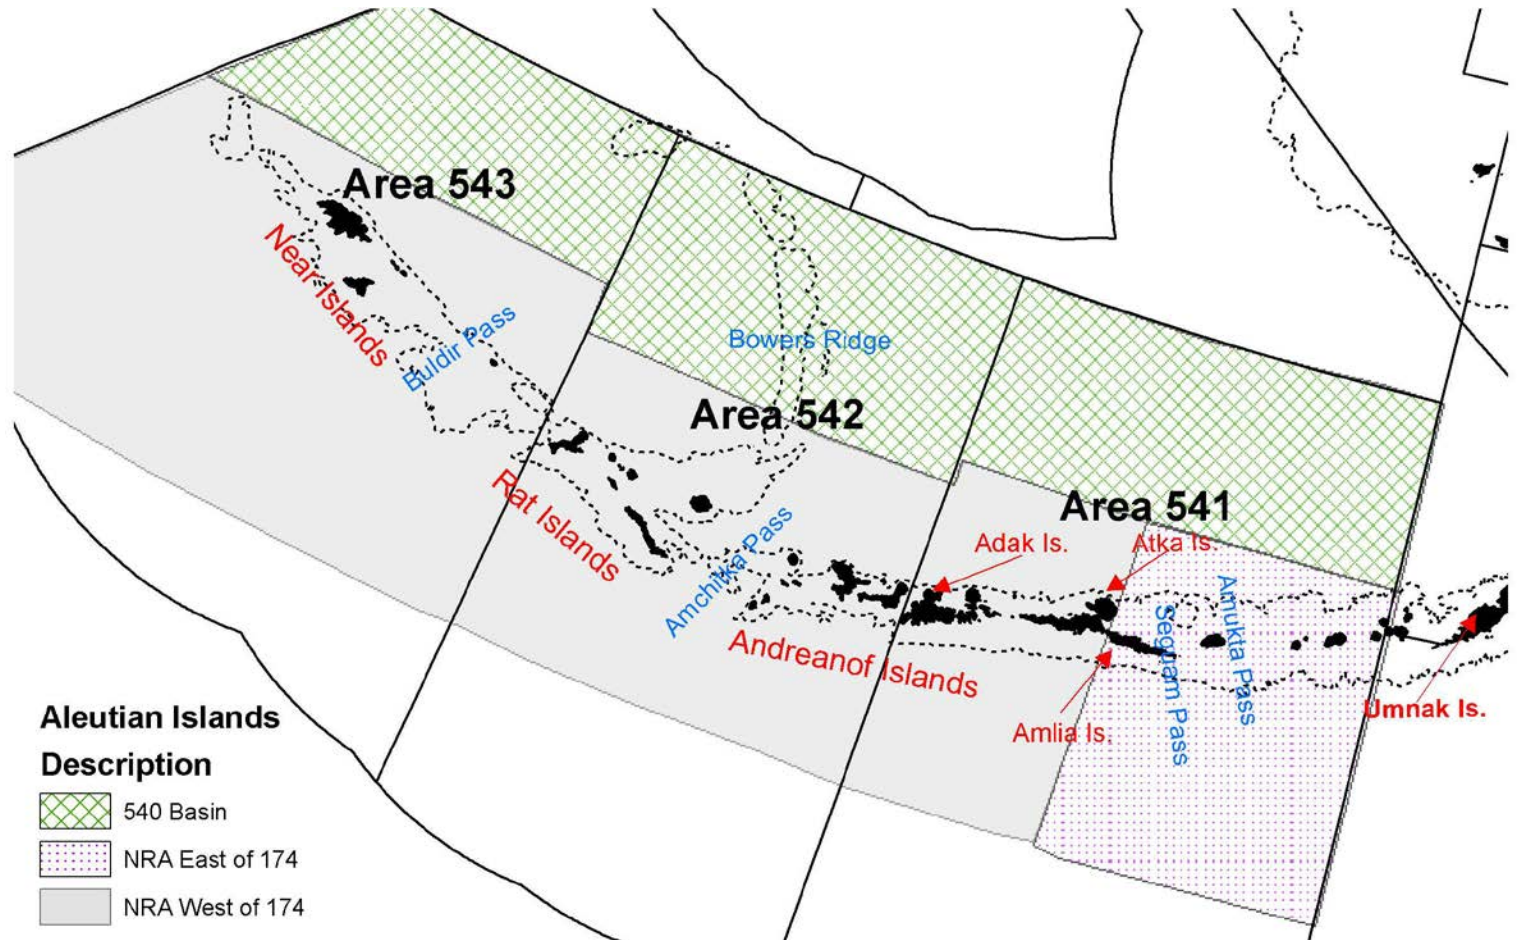 Area 543
Near Islands
Buldir Pass
Bowers Ridge
Area 542
Rat Islands
Amchitka Pass
Area 541
Adak Is.
Atka Is.
Andreanof Islands
Seguam Pass
Amukta Pass
Amlia Is.
Umnak Is.
Aleutian Islands
Description
540 Basin
NRA East of 174
NRA West of 174